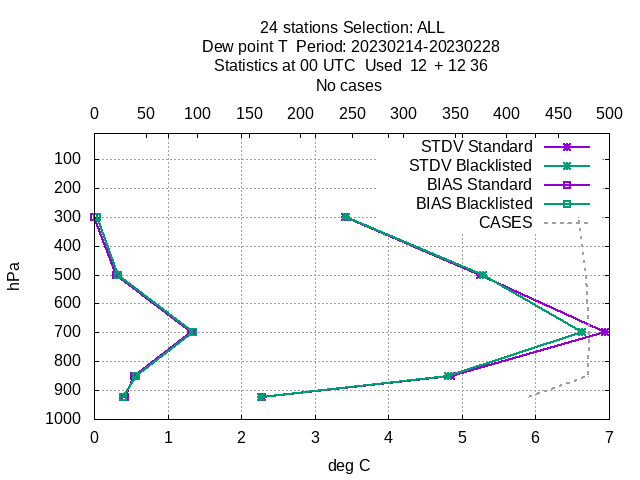 24 stations Selection: ALL
Dew point T  Period: 20230214-20230228
Statistics at 00 UTC  Used  12  + 12 36
No cases
0 50 100 150 200 250 300 350 400 450 500
STDV Standard
STDV Blacklisted
BIAS Standard
BIAS Blacklisted
CASES
hPa
100
200
300
400
500
600
700
800
900
1000
0 1 2 3 4 5 6 7
deg C